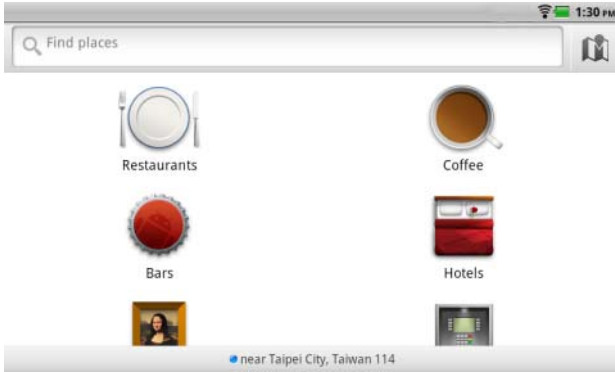 1:30 PM
Find places
Restaurants
Coffee
Bars
Hotels
near Taipei City, Taiwan 114